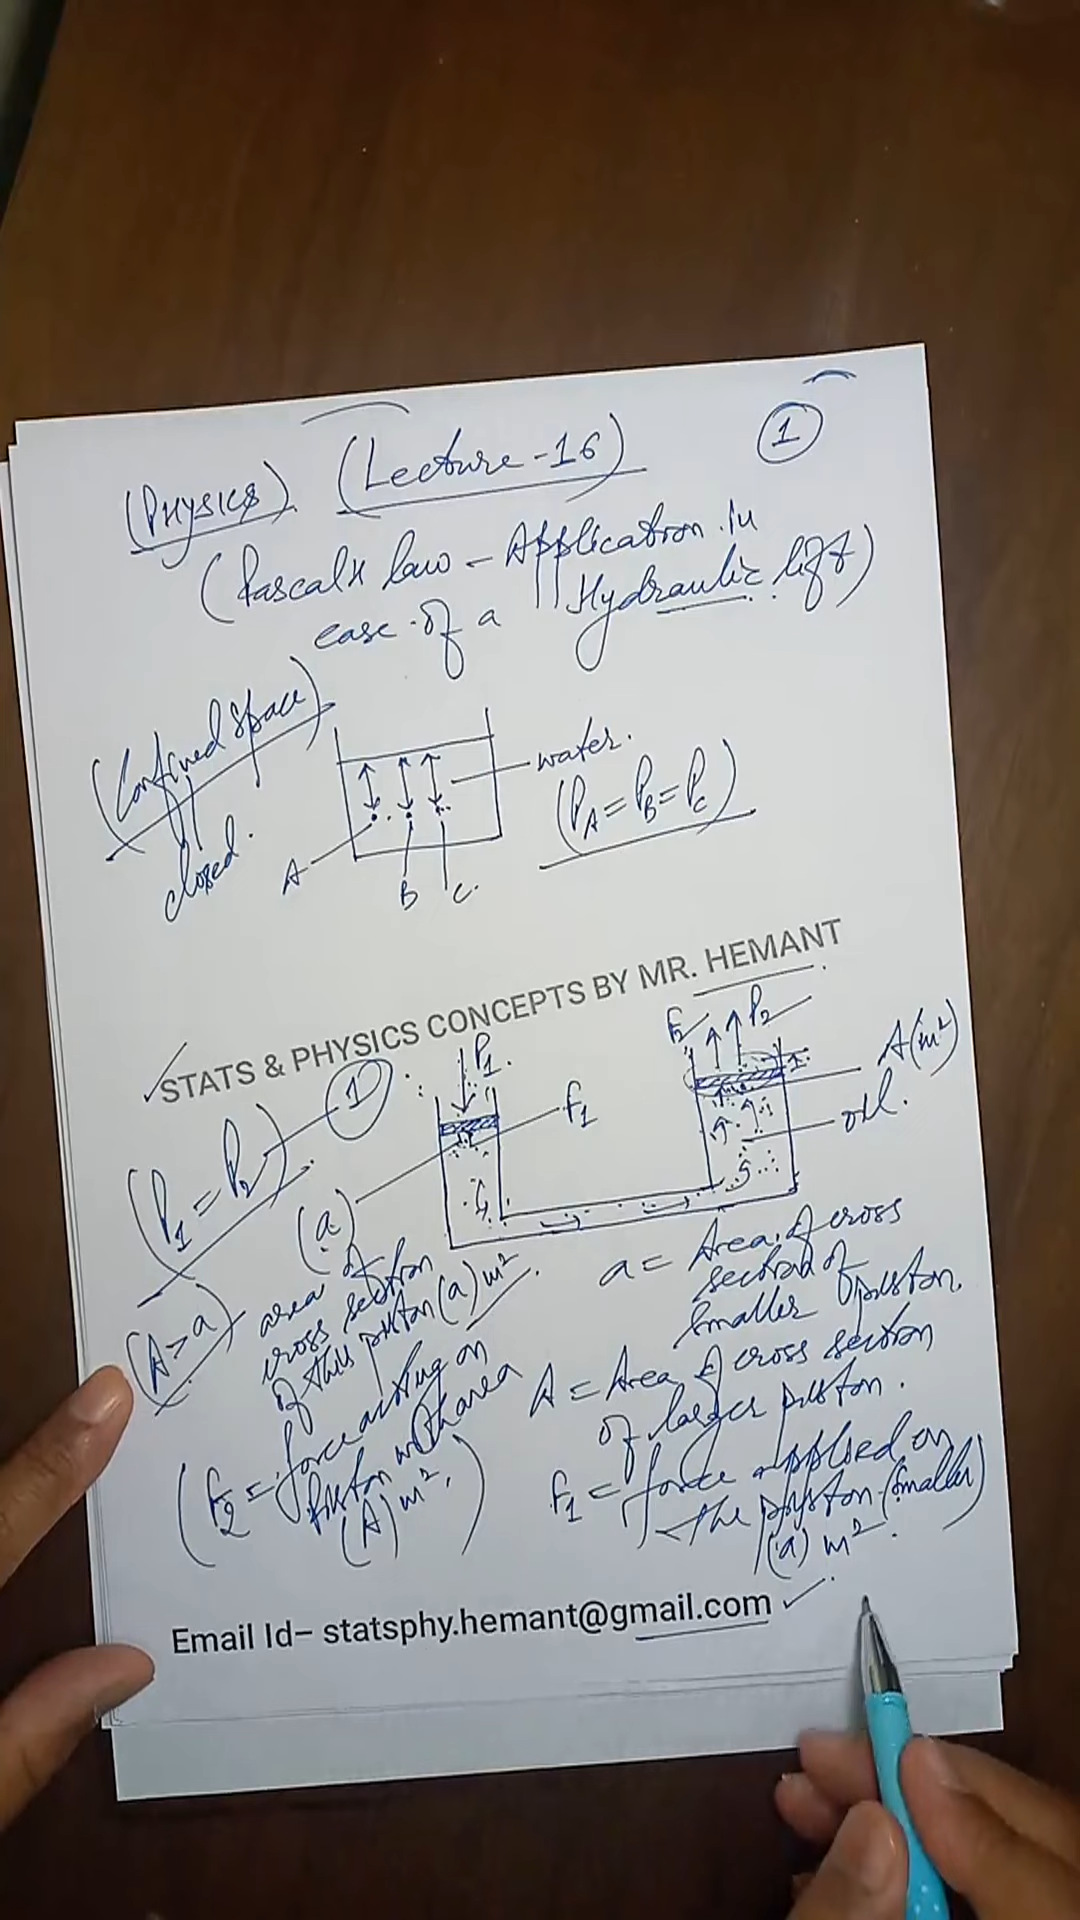 (PHYSICS) (Lecture-16) 1
(Pascal's law - Application in
case of a Hydraulic lift)
(Confined space)
closed.
water.
(PA = PB = PC)
A
B
C.
STATS & PHYSICS CONCEPTS BY MR. HEMANT
F2 P2
P1.
A(m²)
1
f1
oil.
(P1 = P2)
(a)
area of
cross section
of this piston (a) m²
(A > a)
a = Area of cross
section of
smaller piston.
A = Area of cross section
of larger piston.
(F2 = force acting on
piston with area
(A) m².)
f1 = force applied on
the piston (smaller)
(a) m².
Email Id– statsphy.hemant@gmail.com